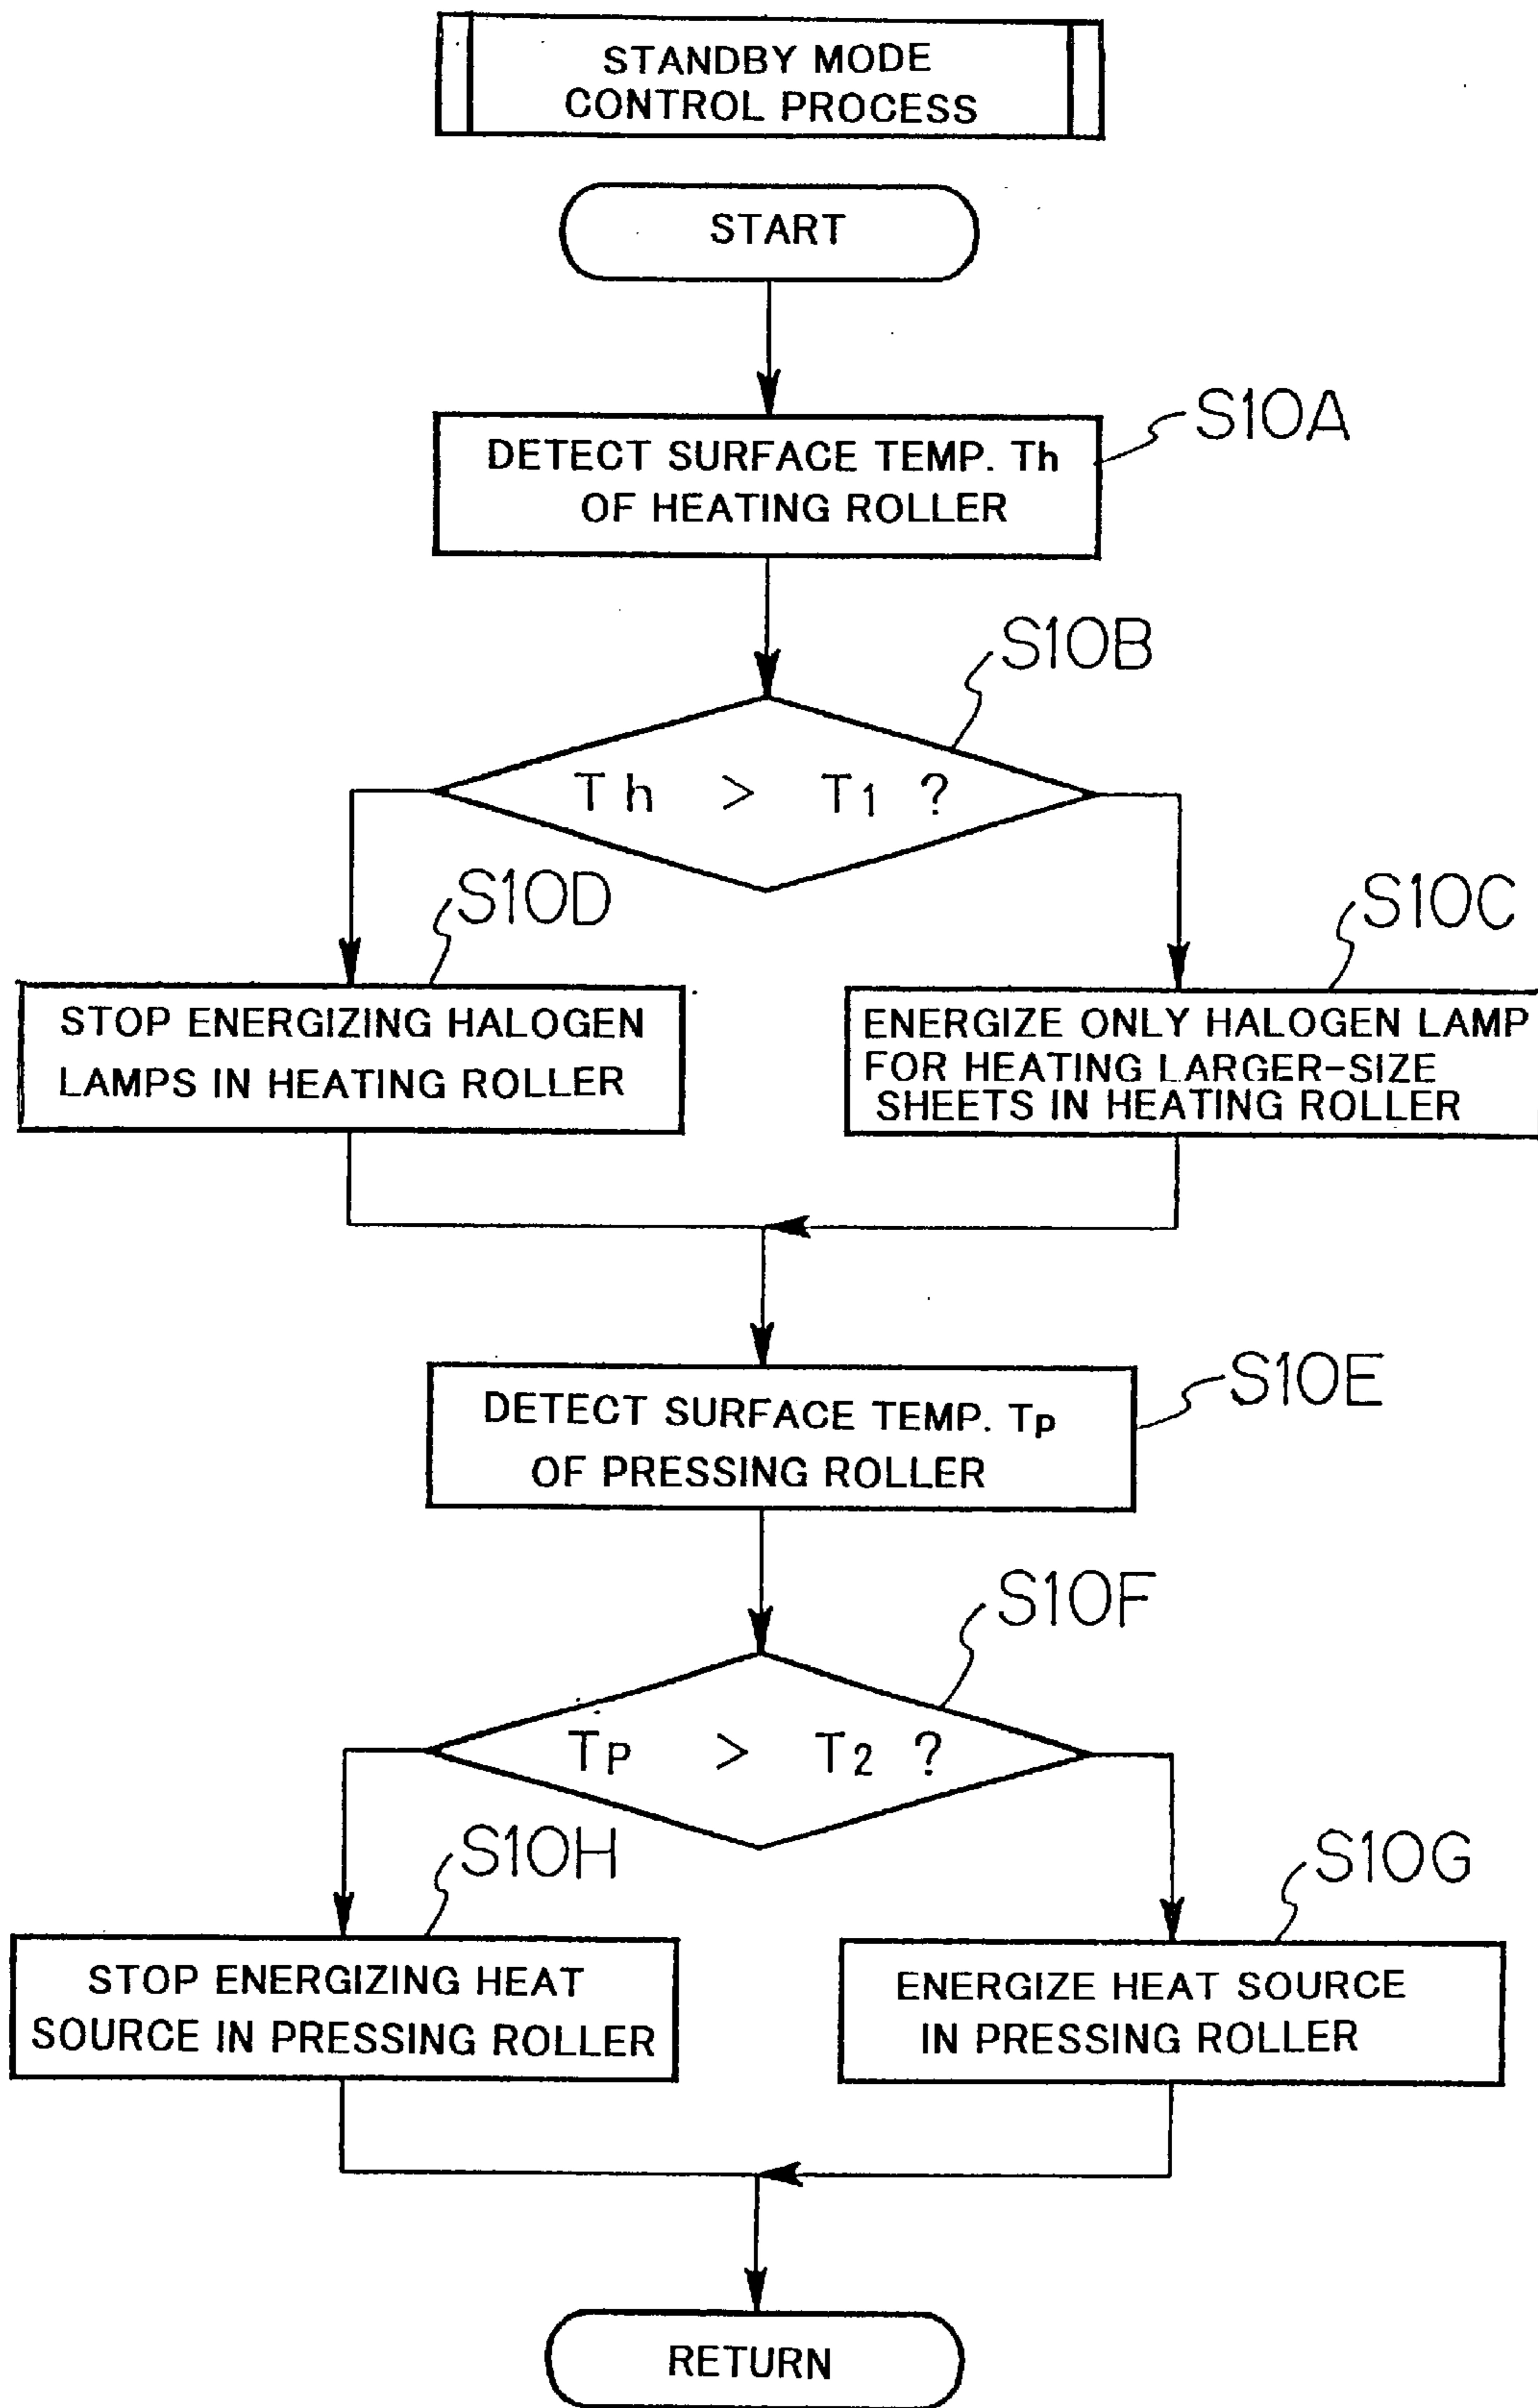 STANDBY MODE
CONTROL PROCESS
START
S10A
DETECT SURFACE TEMP. Th
OF HEATING ROLLER
S10B
Th > T1 ?
S10D
S10C
STOP ENERGIZING HALOGEN
LAMPS IN HEATING ROLLER
ENERGIZE ONLY HALOGEN LAMP
FOR HEATING LARGER-SIZE
SHEETS IN HEATING ROLLER
S10E
DETECT SURFACE TEMP. Tp
OF PRESSING ROLLER
S10F
TP > T2 ?
S10H
S10G
STOP ENERGIZING HEAT
SOURCE IN PRESSING ROLLER
ENERGIZE HEAT SOURCE
IN PRESSING ROLLER
RETURN